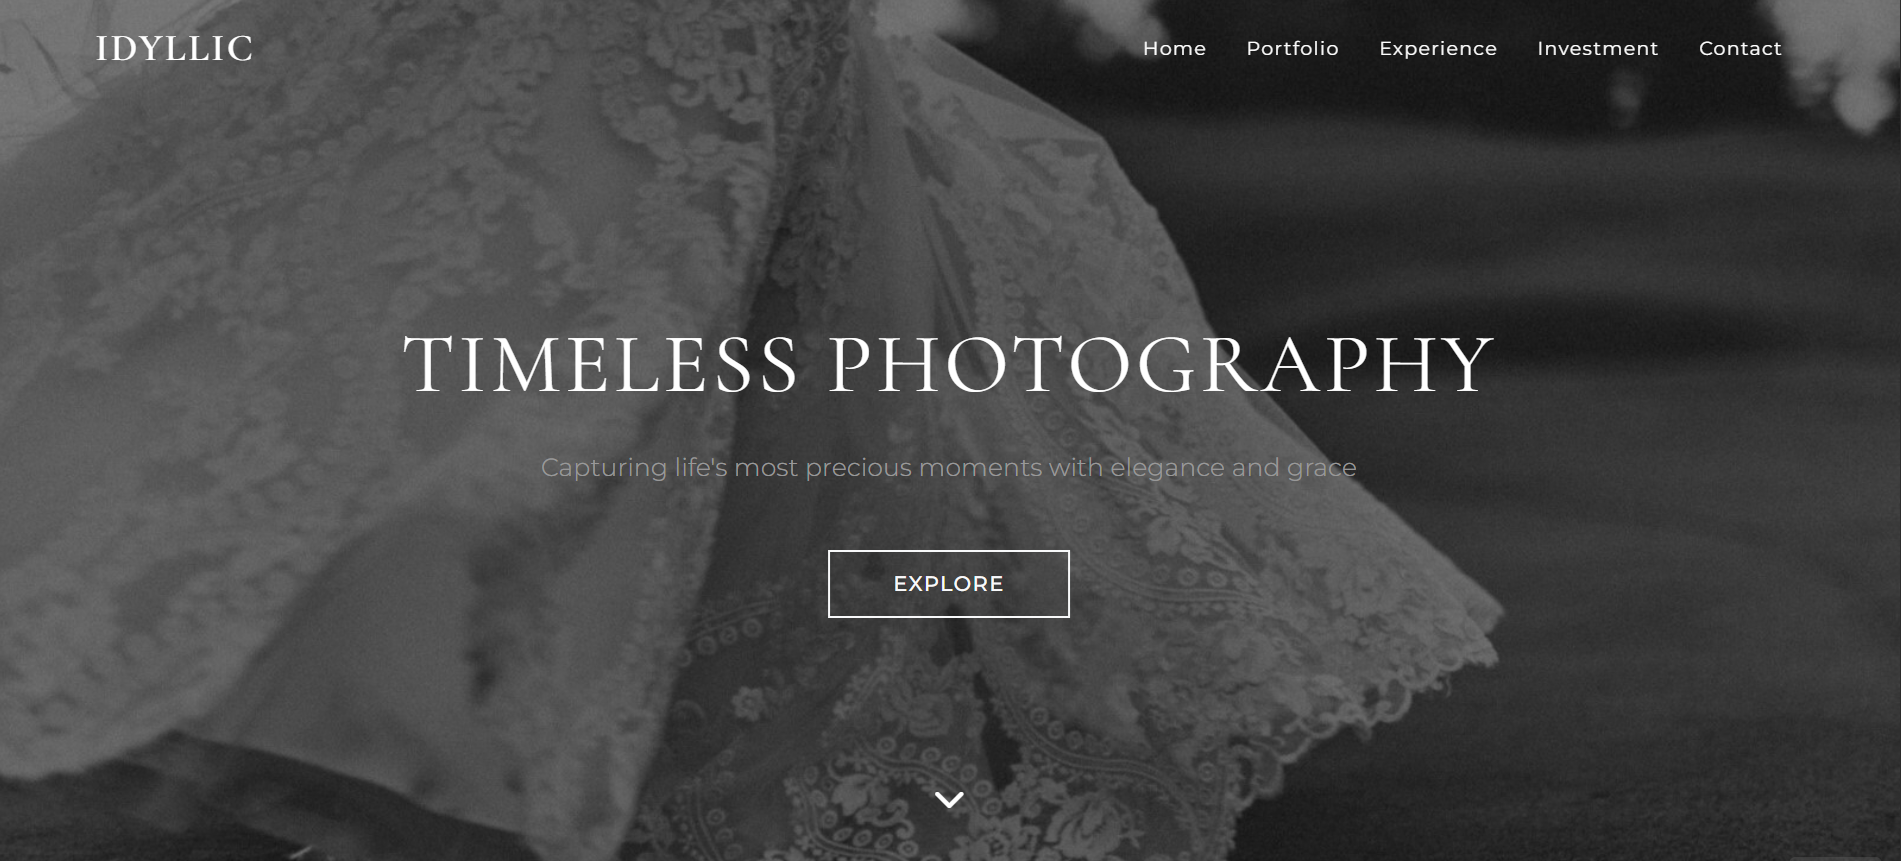 IDYLLIC
Home Portfolio Experience Investment Contact
TIMELESS PHOTOGRAPHY
Capturing life's most precious moments with elegance and grace
EXPLORE